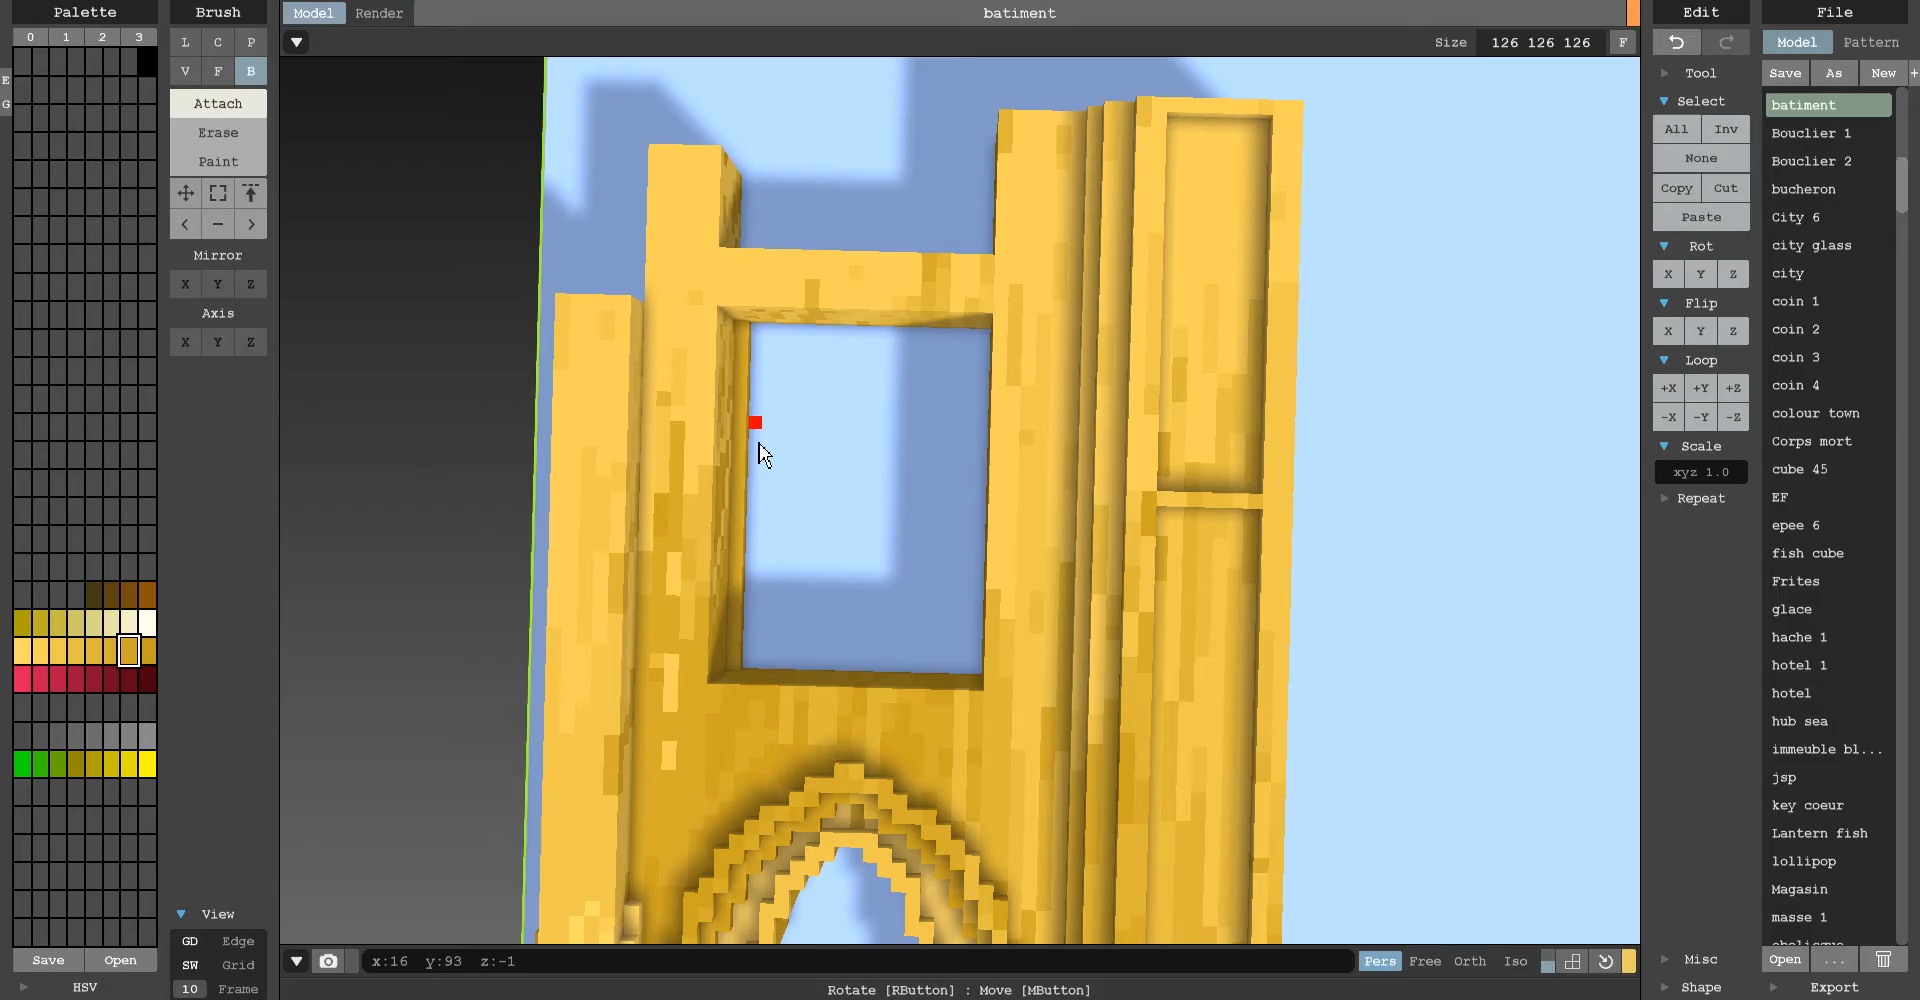 Palette
0 1 2 3
E
G
Save Open
HSV
Brush
L C P
V F B
Attach
Erase
Paint
< — >
Mirror
X Y Z
Axis
X Y Z
View
GD Edge
SW Grid
10 Frame
Model Render batiment
Size 126 126 126 F
x:16 y:93 z:-1
Pers Free Orth Iso
Rotate [RButton] : Move [MButton]
Edit
Tool
Select
All Inv
None
Copy Cut
Paste
Rot
X Y Z
Flip
X Y Z
Loop
+X +Y +Z
-X -Y -Z
Scale
xyz 1.0
Repeat
Misc
Shape
File
Model Pattern
Save As New +
batiment
Bouclier 1
Bouclier 2
bucheron
City 6
city glass
city
coin 1
coin 2
coin 3
coin 4
colour town
Corps mort
cube 45
EF
epee 6
fish cube
Frites
glace
hache 1
hotel 1
hotel
hub sea
immeuble bl...
jsp
key coeur
Lantern fish
lollipop
Magasin
masse 1
Open ...
Export